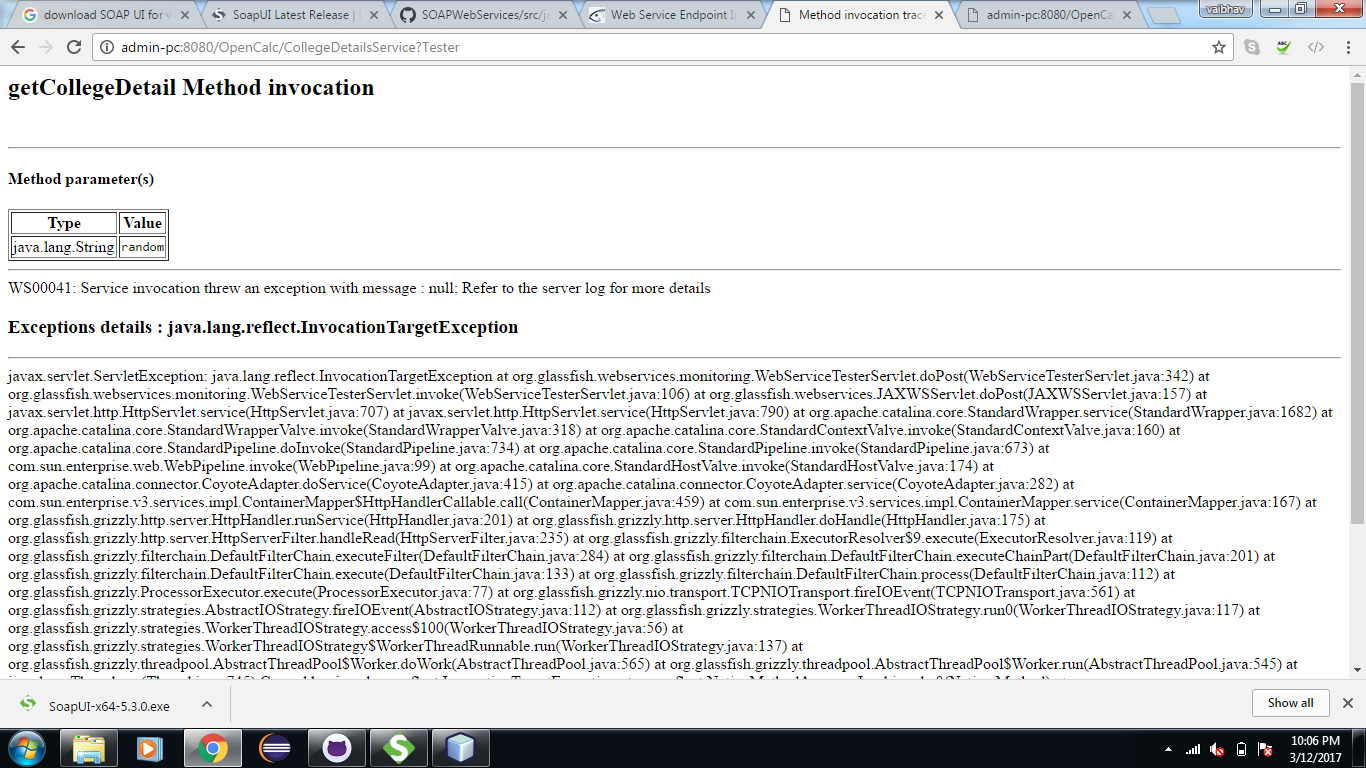 download SOAP UI for w
SoapUI Latest Release |
SOAPWebServices/src/ja
Web Service Endpoint I
Method invocation trace
admin-pc:8080/OpenCa
vaibhav
admin-pc:8080/OpenCalc/CollegeDetailsService?Tester
getCollegeDetail Method invocation
Method parameter(s)
Type Value
java.lang.String random
WS00041: Service invocation threw an exception with message : null; Refer to the server log for more details
Exceptions details : java.lang.reflect.InvocationTargetException
javax.servlet.ServletException: java.lang.reflect.InvocationTargetException at org.glassfish.webservices.monitoring.WebServiceTesterServlet.doPost(WebServiceTesterServlet.java:342) at
org.glassfish.webservices.monitoring.WebServiceTesterServlet.invoke(WebServiceTesterServlet.java:106) at org.glassfish.webservices.JAXWSServlet.doPost(JAXWSServlet.java:157) at
javax.servlet.http.HttpServlet.service(HttpServlet.java:707) at javax.servlet.http.HttpServlet.service(HttpServlet.java:790) at org.apache.catalina.core.StandardWrapper.service(StandardWrapper.java:1682) at
org.apache.catalina.core.StandardWrapperValve.invoke(StandardWrapperValve.java:318) at org.apache.catalina.core.StandardContextValve.invoke(StandardContextValve.java:160) at
org.apache.catalina.core.StandardPipeline.doInvoke(StandardPipeline.java:734) at org.apache.catalina.core.StandardPipeline.invoke(StandardPipeline.java:673) at
com.sun.enterprise.web.WebPipeline.invoke(WebPipeline.java:99) at org.apache.catalina.core.StandardHostValve.invoke(StandardHostValve.java:174) at
org.apache.catalina.connector.CoyoteAdapter.doService(CoyoteAdapter.java:415) at org.apache.catalina.connector.CoyoteAdapter.service(CoyoteAdapter.java:282) at
com.sun.enterprise.v3.services.impl.ContainerMapper$HttpHandlerCallable.call(ContainerMapper.java:459) at com.sun.enterprise.v3.services.impl.ContainerMapper.service(ContainerMapper.java:167) at
org.glassfish.grizzly.http.server.HttpHandler.runService(HttpHandler.java:201) at org.glassfish.grizzly.http.server.HttpHandler.doHandle(HttpHandler.java:175) at
org.glassfish.grizzly.http.server.HttpServerFilter.handleRead(HttpServerFilter.java:235) at org.glassfish.grizzly.filterchain.ExecutorResolver$9.execute(ExecutorResolver.java:119) at
org.glassfish.grizzly.filterchain.DefaultFilterChain.executeFilter(DefaultFilterChain.java:284) at org.glassfish.grizzly.filterchain.DefaultFilterChain.executeChainPart(DefaultFilterChain.java:201) at
org.glassfish.grizzly.filterchain.DefaultFilterChain.execute(DefaultFilterChain.java:133) at org.glassfish.grizzly.filterchain.DefaultFilterChain.process(DefaultFilterChain.java:112) at
org.glassfish.grizzly.ProcessorExecutor.execute(ProcessorExecutor.java:77) at org.glassfish.grizzly.nio.transport.TCPNIOTransport.fireIOEvent(TCPNIOTransport.java:561) at
org.glassfish.grizzly.strategies.AbstractIOStrategy.fireIOEvent(AbstractIOStrategy.java:112) at org.glassfish.grizzly.strategies.WorkerThreadIOStrategy.run0(WorkerThreadIOStrategy.java:117) at
org.glassfish.grizzly.strategies.WorkerThreadIOStrategy.access$100(WorkerThreadIOStrategy.java:56) at
org.glassfish.grizzly.strategies.WorkerThreadIOStrategy$WorkerThreadRunnable.run(WorkerThreadIOStrategy.java:137) at
org.glassfish.grizzly.threadpool.AbstractThreadPool$Worker.doWork(AbstractThreadPool.java:565) at org.glassfish.grizzly.threadpool.AbstractThreadPool$Worker.run(AbstractThreadPool.java:545) at
SoapUI-x64-5.3.0.exe
Show all
10:06 PM
3/12/2017